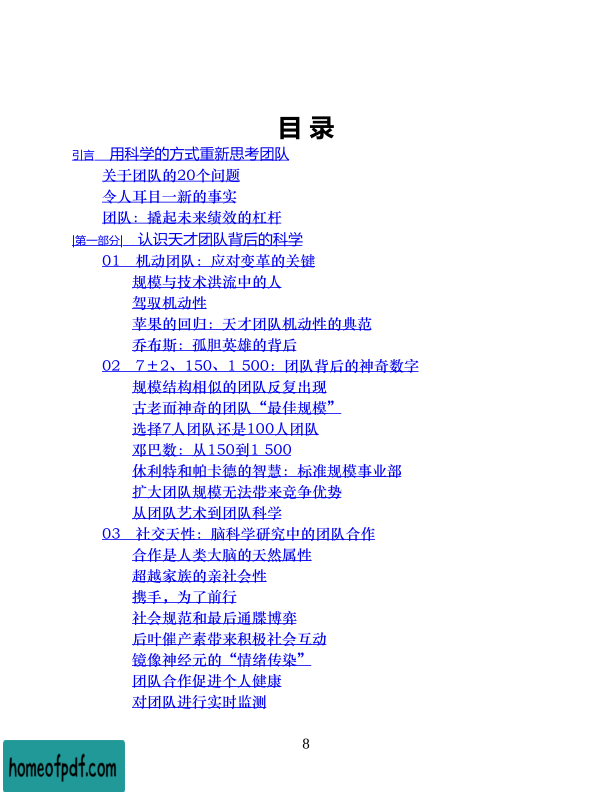 目 录
引言 用科学的方式重新思考团队
关于团队的20个问题
令人耳目一新的事实
团队：撬起未来绩效的杠杆
|第一部分| 认识天才团队背后的科学
01 机动团队：应对变革的关键
规模与技术洪流中的人
驾驭机动性
苹果的回归：天才团队机动性的典范
乔布斯：孤胆英雄的背后
02 7±2、150、1 500：团队背后的神奇数字
规模结构相似的团队反复出现
古老而神奇的团队“最佳规模”
选择7人团队还是100人团队
邓巴数：从150到1 500
休利特和帕卡德的智慧：标准规模事业部
扩大团队规模无法带来竞争优势
从团队艺术到团队科学
03 社交天性：脑科学研究中的团队合作
合作是人类大脑的天然属性
超越家族的亲社会性
携手，为了前行
社会规范和最后通牒博弈
后叶催产素带来积极社会互动
镜像神经元的“情绪传染”
团队合作促进个人健康
对团队进行实时监测
8
homeofpdf.com